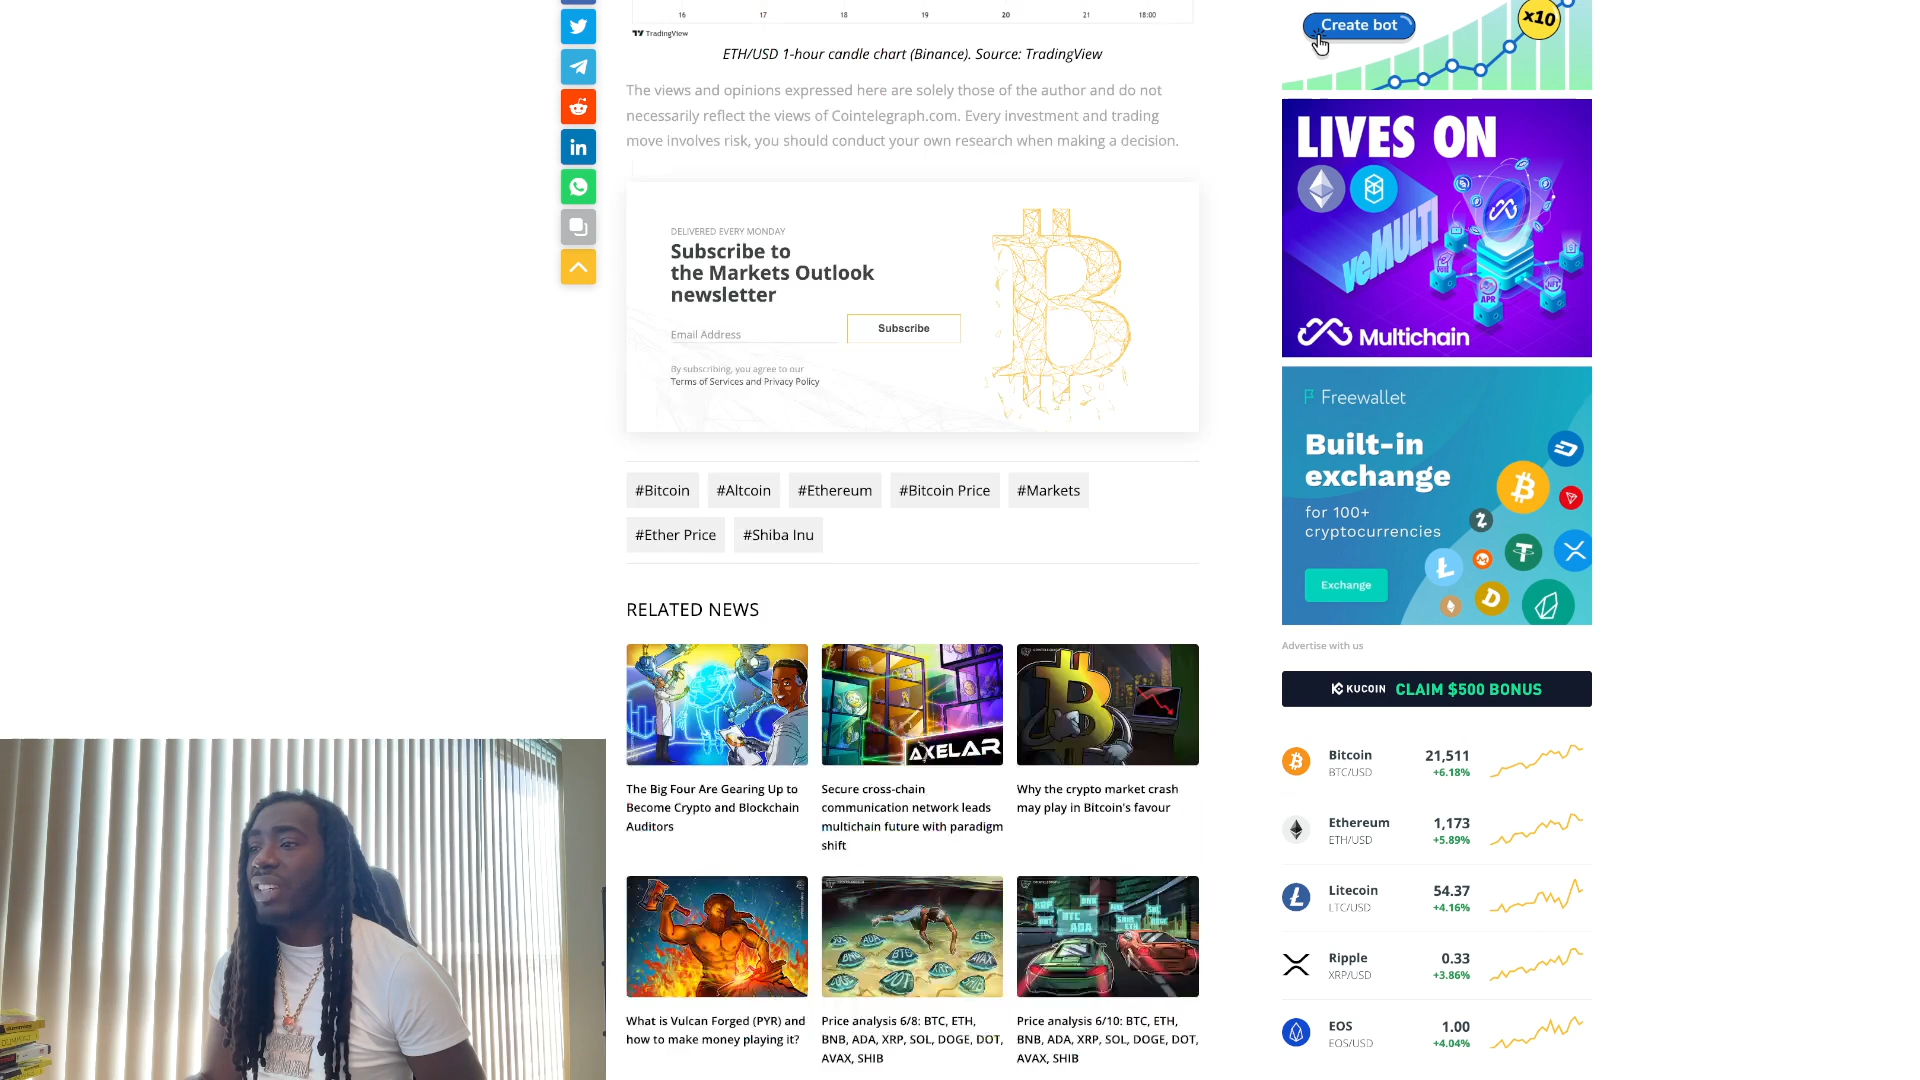 16 17 18 19 20 21 18:00
TradingView
ETH/USD 1-hour candle chart (Binance). Source: TradingView
The views and opinions expressed here are solely those of the author and do not
necessarily reflect the views of Cointelegraph.com. Every investment and trading
move involves risk, you should conduct your own research when making a decision.
DELIVERED EVERY MONDAY
Subscribe to
the Markets Outlook
newsletter
Email Address
Subscribe
By subscribing, you agree to our
Terms of Services and Privacy Policy
#Bitcoin #Altcoin #Ethereum #Bitcoin Price #Markets
#Ether Price #Shiba Inu
RELATED NEWS
AXELAR
The Big Four Are Gearing Up to
Become Crypto and Blockchain
Auditors
Secure cross-chain
communication network leads
multichain future with paradigm
shift
Why the crypto market crash
may play in Bitcoin's favour
What is Vulcan Forged (PYR) and
how to make money playing it?
Price analysis 6/8: BTC, ETH,
BNB, ADA, XRP, SOL, DOGE, DOT,
AVAX, SHIB
Price analysis 6/10: BTC, ETH,
BNB, ADA, XRP, SOL, DOGE, DOT,
AVAX, SHIB
Create bot
x10
LIVES ON
veMULTI
APR
Multichain
Freewallet
Built-in
exchange
for 100+
cryptocurrencies
Exchange
Advertise with us
KUCOIN CLAIM $500 BONUS
Bitcoin 21,511
BTC/USD +6.18%
Ethereum 1,173
ETH/USD +5.89%
Litecoin 54.37
LTC/USD +4.16%
Ripple 0.33
XRP/USD +3.86%
EOS 1.00
EOS/USD +4.04%